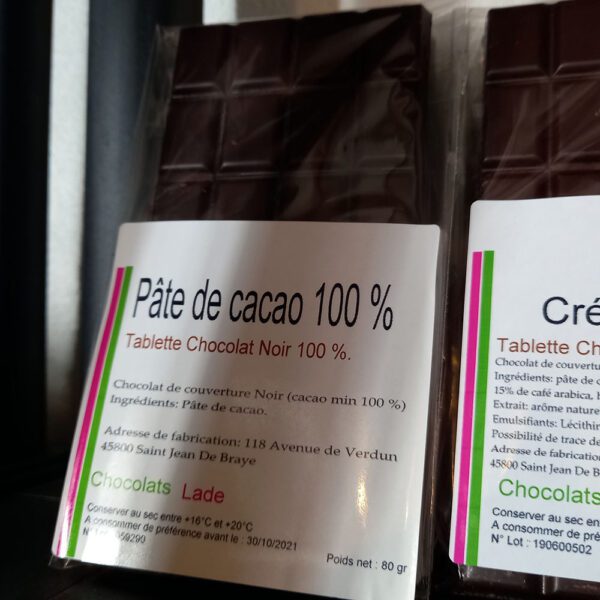 Pâte de cacao 100 %
Tablette Chocolat Noir 100 %.
Chocolat de couverture Noir (cacao min 100 %)
Ingrédients: Pâte de cacao.
Adresse de fabrication: 118 Avenue de Verdun
45800 Saint Jean De Braye
Chocolats Lade
Conserver au sec entre +16°C et +20°C
A consommer de préférence avant le : 30/10/2021
Poids net : 80 gr
Cré
Tablette Ch
Chocolat de couvertur
Ingrédients: pâte de c
15% de café arabica, 
Extrait: arôme nature
Emulsifiants: Lécithin
Possibilité de trace de
Adresse de fabrication
45800 Saint Jean De B
Chocolats
Conserver au sec en
A consommer de pré
N° Lot : 190600502